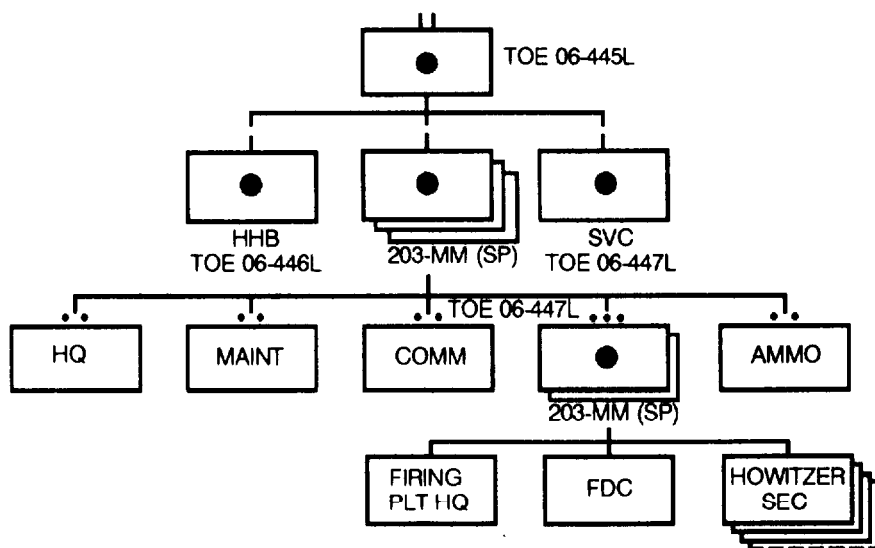 TOE 06-445L
HHB
TOE 06-446L
203-MM (SP)
SVC
TOE 06-447L
TOE 06-447L
HQ
MAINT
COMM
203-MM (SP)
AMMO
FIRING
PLT HQ
FDC
HOWITZER
SEC